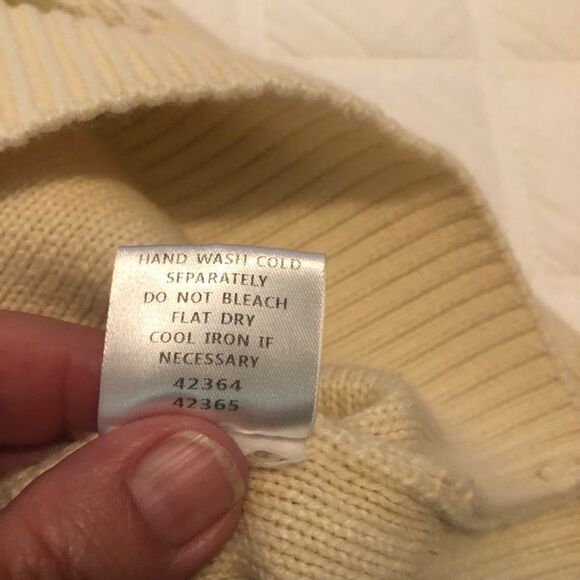 HAND WASH COLD
SEPARATELY
DO NOT BLEACH
FLAT DRY
COOL IRON IF
NECESSARY
42364
42365